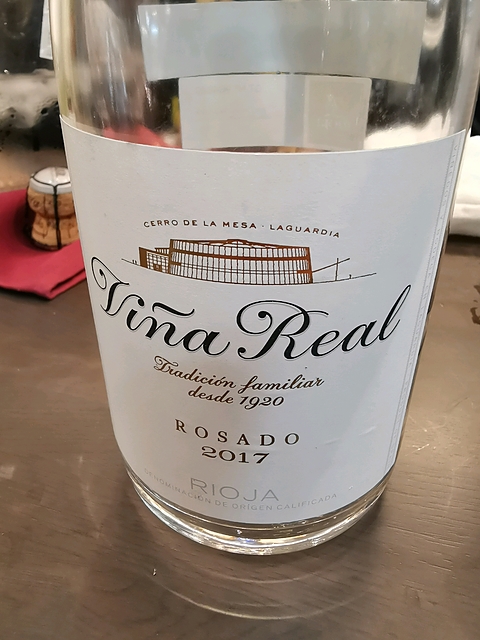 CERRO DE LA MESA · LAGUARDIA
Viña Real
Tradición familiar
desde 1920
ROSADO
2017
RIOJA
DENOMINACIÓN DE ORIGEN CALIFICADA